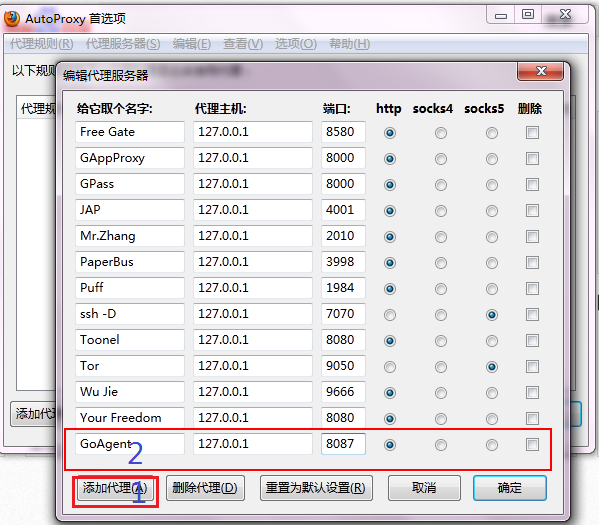 AutoProxy 首选项
代理规则(R) 代理服务器(S) 编辑(E) 查看(V) 选项(O) 帮助(H)
以下规则
代理规
编辑代理服务器
给它取个名字: 代理主机: 端口: http socks4 socks5 删除
Free Gate 127.0.0.1 8580
GAppProxy 127.0.0.1 8000
GPass 127.0.0.1 8000
JAP 127.0.0.1 4001
Mr.Zhang 127.0.0.1 2010
PaperBus 127.0.0.1 3998
Puff 127.0.0.1 1984
ssh -D 127.0.0.1 7070
Toonel 127.0.0.1 8080
Tor 127.0.0.1 9050
Wu Jie 127.0.0.1 9666
Your Freedom 127.0.0.1 8080
GoAgent 127.0.0.1 8087
2
添加代
添加代理(A) 删除代理(D) 重置为默认设置(R) 取消 确定
1